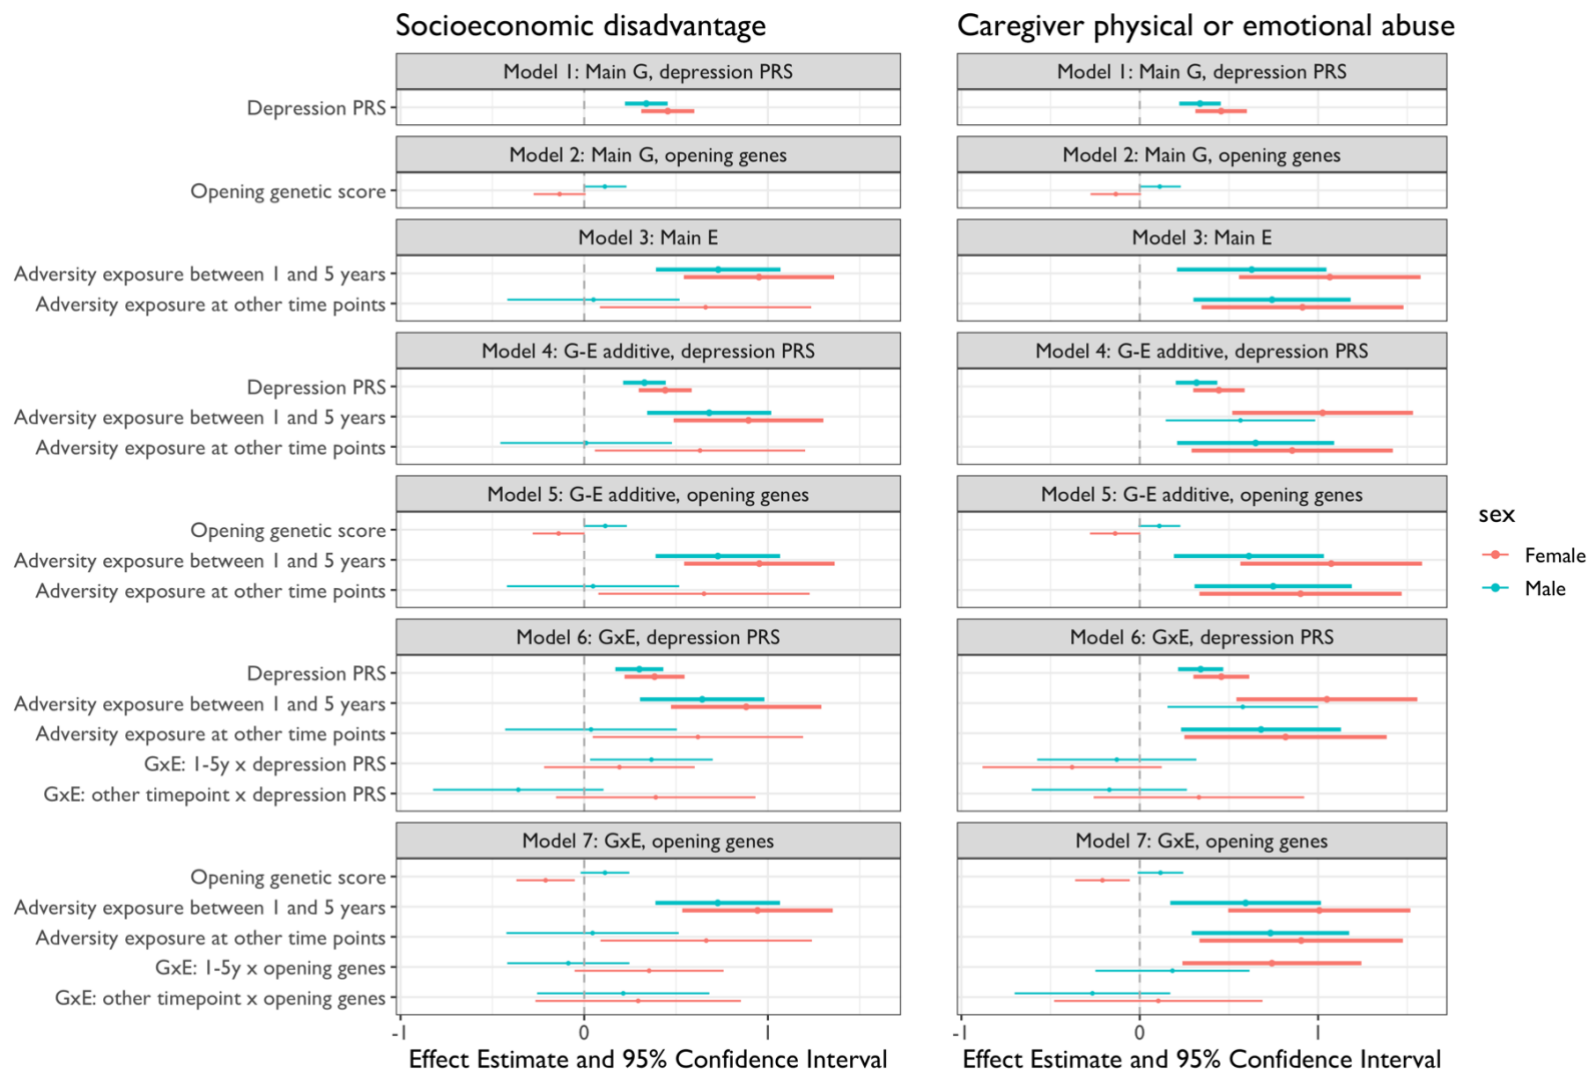 Socioeconomic disadvantage
Caregiver physical or emotional abuse
Model 1: Main G, depression PRS
Model 1: Main G, depression PRS
Depression PRS
Model 2: Main G, opening genes
Model 2: Main G, opening genes
Opening genetic score
Model 3: Main E
Model 3: Main E
Adversity exposure between 1 and 5 years
Adversity exposure at other time points
Model 4: G-E additive, depression PRS
Model 4: G-E additive, depression PRS
Depression PRS
Adversity exposure between 1 and 5 years
Adversity exposure at other time points
Model 5: G-E additive, opening genes
Model 5: G-E additive, opening genes
Opening genetic score
Adversity exposure between 1 and 5 years
Adversity exposure at other time points
sex
Female
Male
Model 6: GxE, depression PRS
Model 6: GxE, depression PRS
Depression PRS
Adversity exposure between 1 and 5 years
Adversity exposure at other time points
GxE: 1-5y x depression PRS
GxE: other timepoint x depression PRS
Model 7: GxE, opening genes
Model 7: GxE, opening genes
Opening genetic score
Adversity exposure between 1 and 5 years
Adversity exposure at other time points
GxE: 1-5y x opening genes
GxE: other timepoint x opening genes
-1 0 1
-1 0 1
Effect Estimate and 95% Confidence Interval
Effect Estimate and 95% Confidence Interval